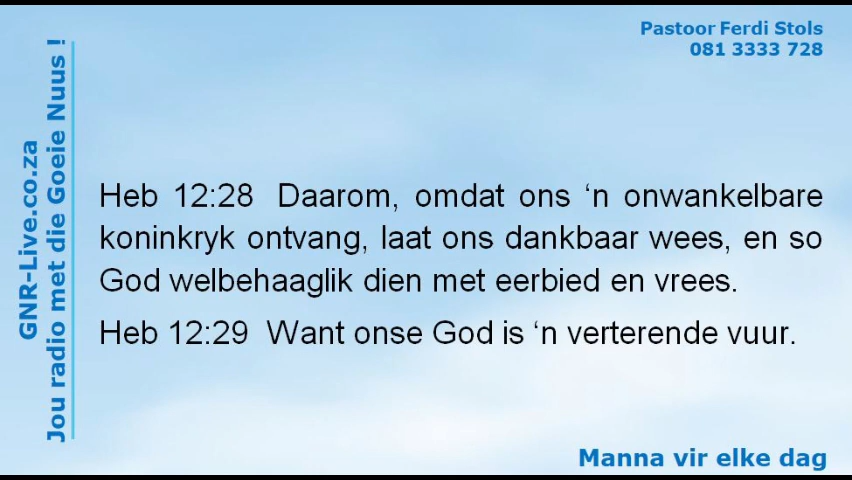 Pastoor Ferdi Stols
081 3333 728
GNR-Live.co.za
Jou radio met die Goeie Nuus !
Heb 12:28 Daarom, omdat ons ‘n onwankelbare
koninkryk ontvang, laat ons dankbaar wees, en so
God welbehaaglik dien met eerbied en vrees.
Heb 12:29 Want onse God is ‘n verterende vuur.
Manna vir elke dag